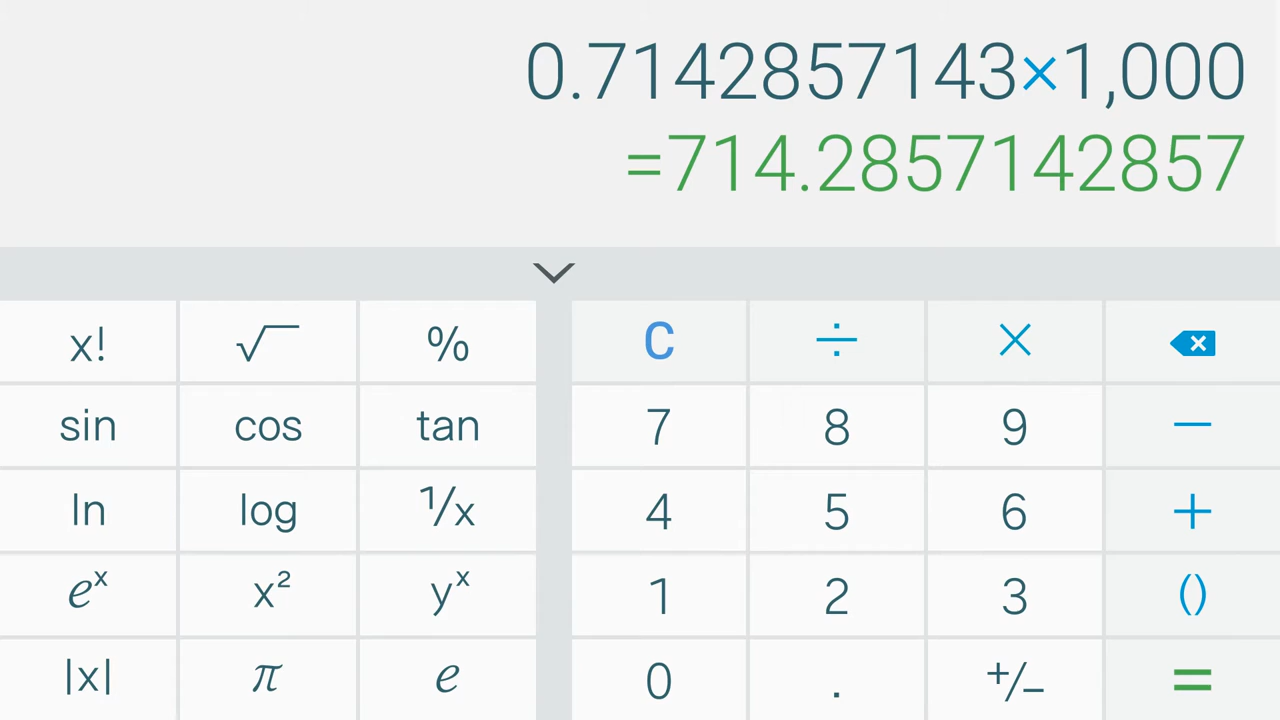 0.7142857143×1,000
=714.2857142857
x! √ % C ÷ ×
sin cos tan 7 8 9 −
ln log ¹/x 4 5 6 +
eˣ x² yˣ 1 2 3 ()
|x| π e 0 . +/− =